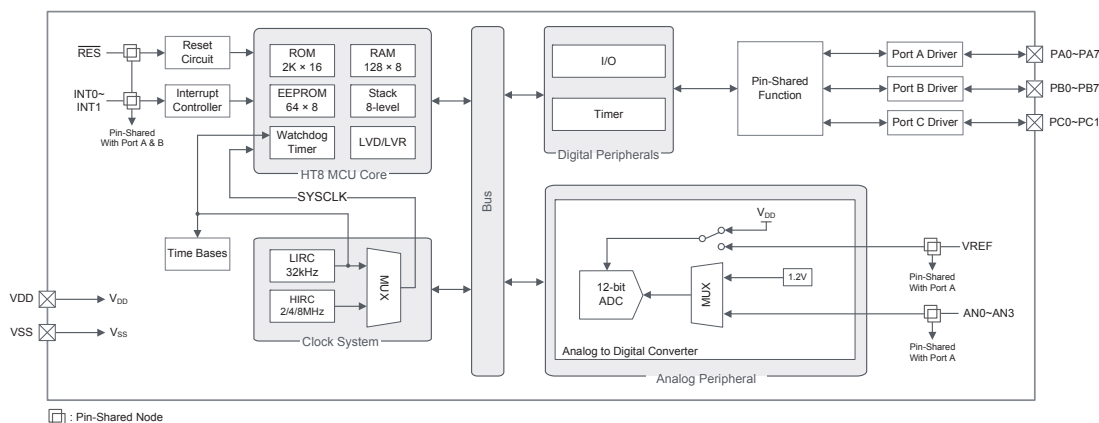 RES
Reset
Circuit
INT0~
INT1
Interrupt
Controller
Pin-Shared
With Port A & B
ROM
2K × 16
RAM
128 × 8
EEPROM
64 × 8
Stack
8-level
Watchdog
Timer
LVD/LVR
HT8 MCU Core
SYSCLK
Time Bases
LIRC
32kHz
HIRC
2/4/8MHz
MUX
Clock System
VDD
VDD
VSS
VSS
Bus
I/O
Timer
Digital Peripherals
Pin-Shared
Function
Port A Driver
PA0~PA7
Port B Driver
PB0~PB7
Port C Driver
PC0~PC1
VDD
VREF
Pin-Shared
With Port A
12-bit
ADC
MUX
1.2V
AN0~AN3
Pin-Shared
With Port A
Analog to Digital Converter
Analog Peripheral
: Pin-Shared Node